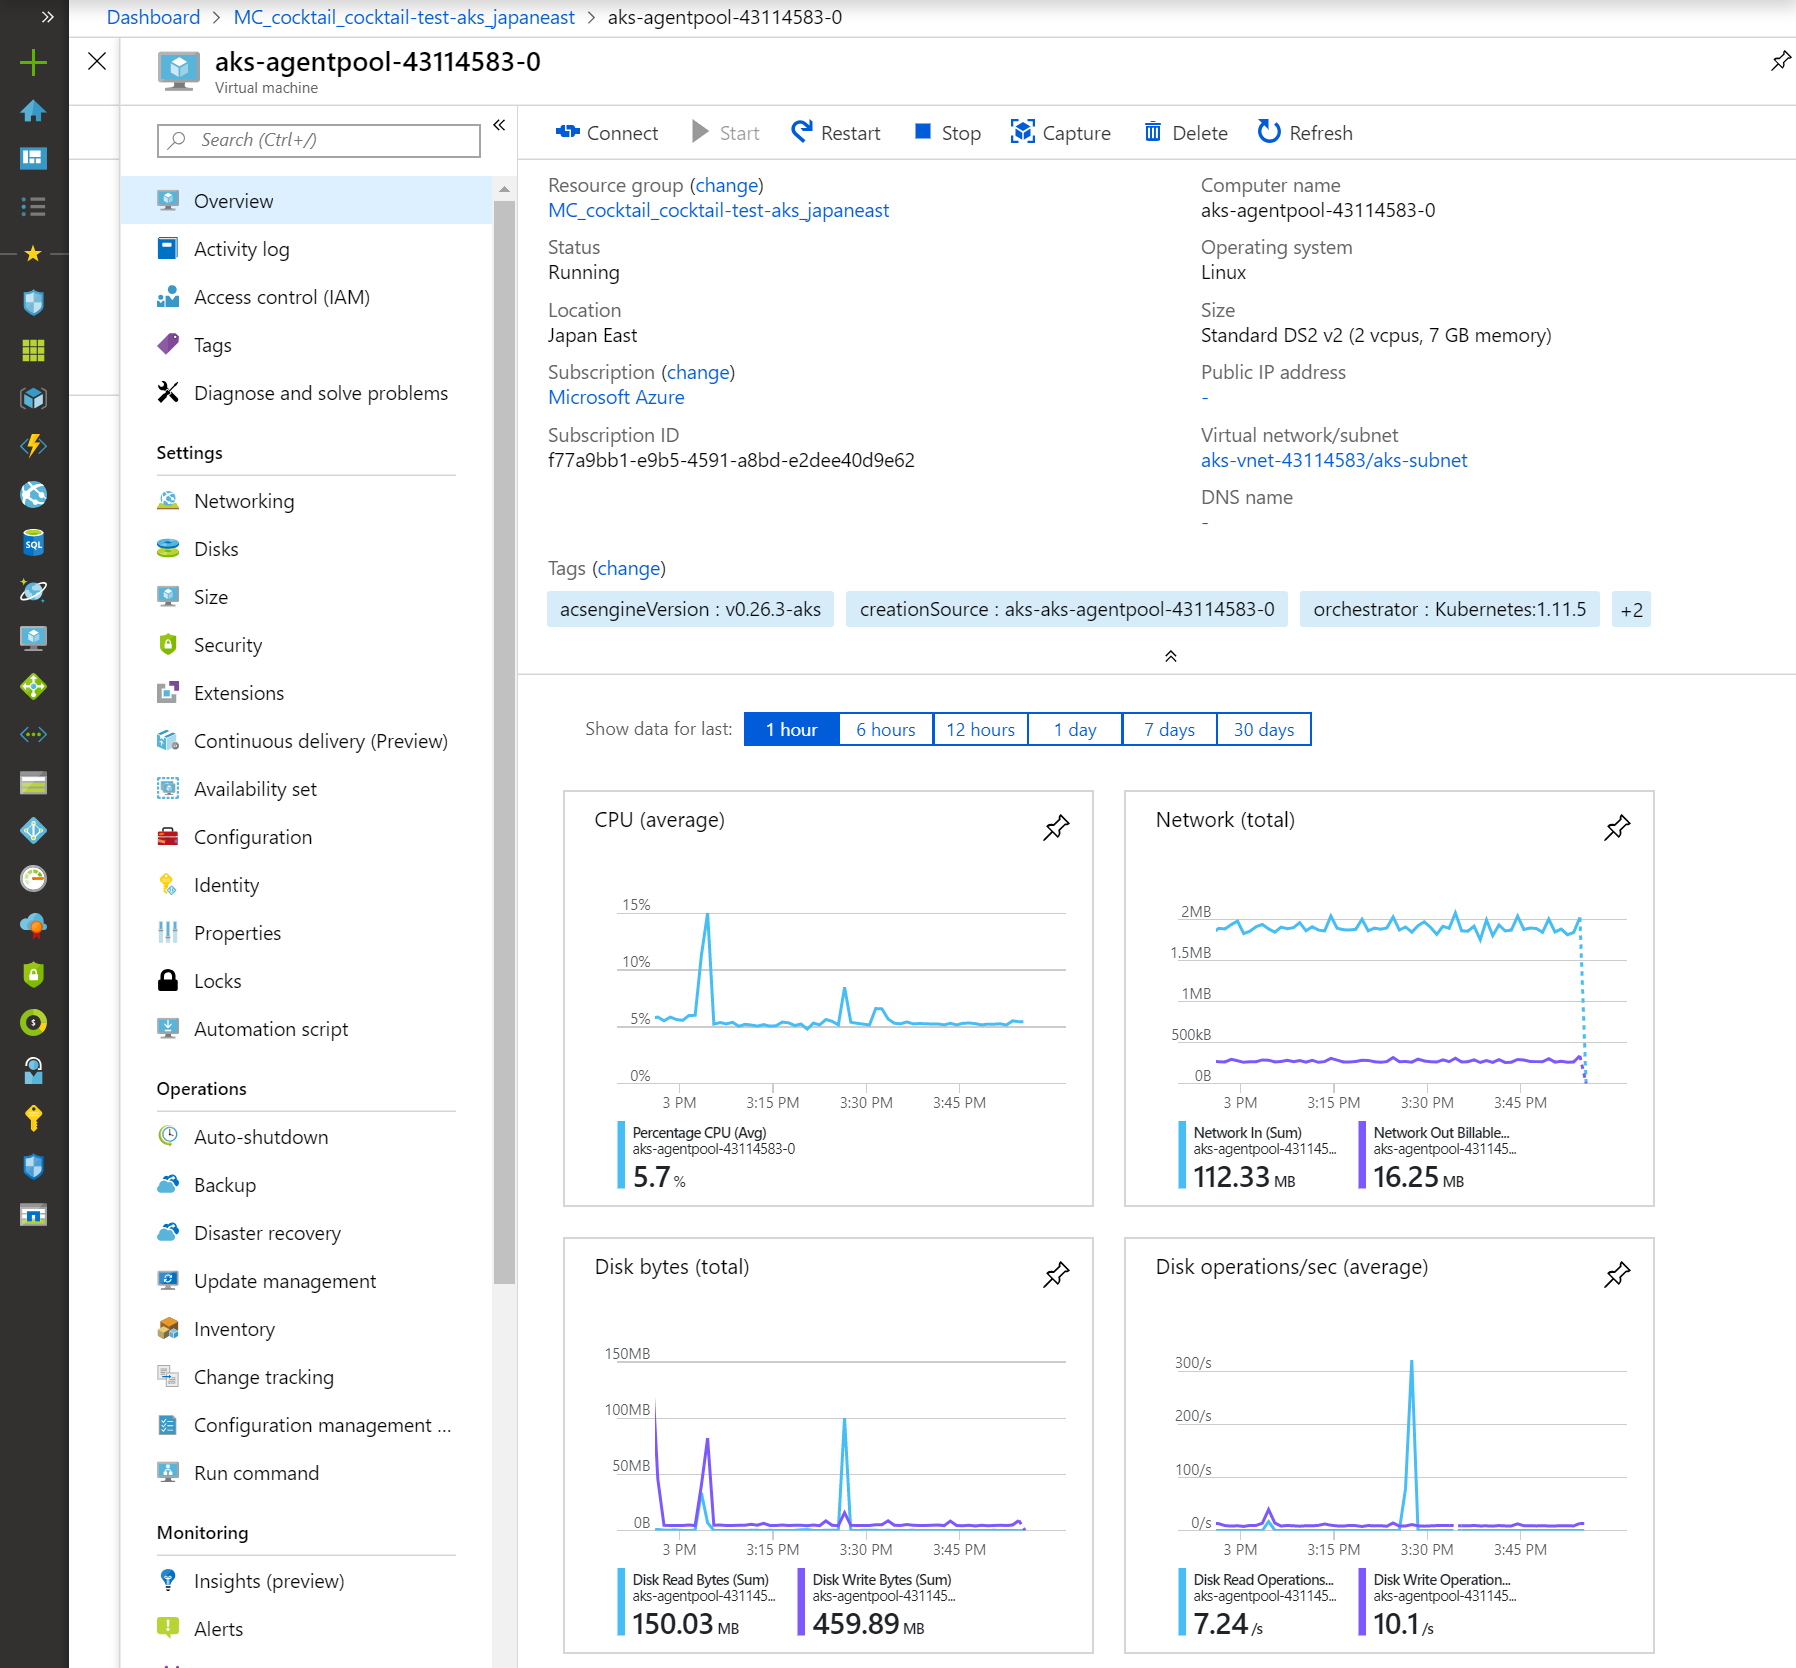 Dashboard > MC_cocktail_cocktail-test-aks_japaneast > aks-agentpool-43114583-0
aks-agentpool-43114583-0
Virtual machine
Search (Ctrl+/)
Overview
Activity log
Access control (IAM)
Tags
Diagnose and solve problems
Settings
Networking
Disks
Size
Security
Extensions
Continuous delivery (Preview)
Availability set
Configuration
Identity
Properties
Locks
Automation script
Operations
Auto-shutdown
Backup
Disaster recovery
Update management
Inventory
Change tracking
Configuration management ...
Run command
Monitoring
Insights (preview)
Alerts
SQL
Connect Start Restart Stop Capture Delete Refresh
Resource group (change)
MC_cocktail_cocktail-test-aks_japaneast
Status
Running
Location
Japan East
Subscription (change)
Microsoft Azure
Subscription ID
f77a9bb1-e9b5-4591-a8bd-e2dee40d9e62
Computer name
aks-agentpool-43114583-0
Operating system
Linux
Size
Standard DS2 v2 (2 vcpus, 7 GB memory)
Public IP address
-
Virtual network/subnet
aks-vnet-43114583/aks-subnet
DNS name
-
Tags (change)
acsengineVersion : v0.26.3-aks creationSource : aks-aks-agentpool-43114583-0 orchestrator : Kubernetes:1.11.5 +2
Show data for last: 1 hour 6 hours 12 hours 1 day 7 days 30 days
CPU (average)
15%
10%
5%
0%
3 PM 3:15 PM 3:30 PM 3:45 PM
Percentage CPU (Avg)
aks-agentpool-43114583-0
5.7 %
Network (total)
2MB
1.5MB
1MB
500kB
0B
3 PM 3:15 PM 3:30 PM 3:45 PM
Network In (Sum)
aks-agentpool-431145...
112.33 MB
Network Out Billable...
aks-agentpool-431145...
16.25 MB
Disk bytes (total)
150MB
100MB
50MB
0B
3 PM 3:15 PM 3:30 PM 3:45 PM
Disk Read Bytes (Sum)
aks-agentpool-431145...
150.03 MB
Disk Write Bytes (Sum)
aks-agentpool-431145...
459.89 MB
Disk operations/sec (average)
300/s
200/s
100/s
0/s
3 PM 3:15 PM 3:30 PM 3:45 PM
Disk Read Operations...
aks-agentpool-431145...
7.24 /s
Disk Write Operation...
aks-agentpool-431145...
10.1 /s